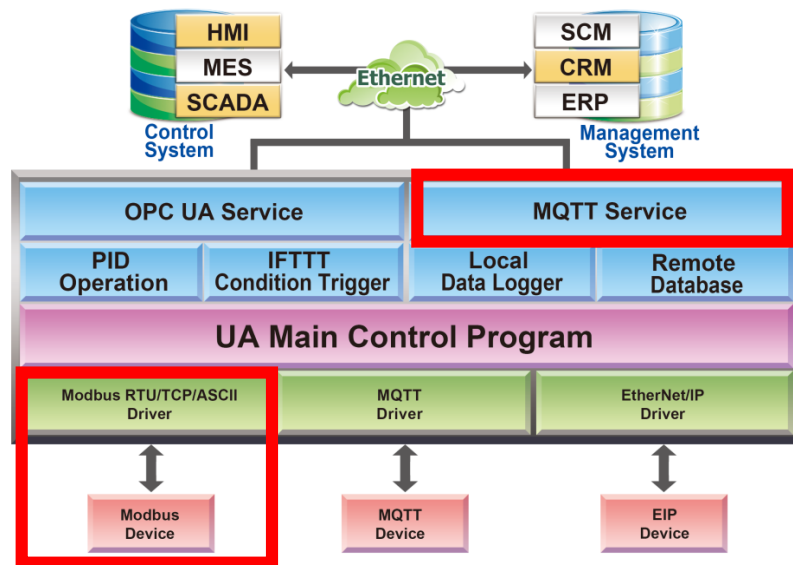 HMI
MES
SCADA
Control
System
Ethernet
SCM
CRM
ERP
Management
System
OPC UA Service
MQTT Service
PID
Operation
IFTTT
Condition Trigger
Local
Data Logger
Remote
Database
UA Main Control Program
Modbus RTU/TCP/ASCII
Driver
MQTT
Driver
EtherNet/IP
Driver
Modbus
Device
MQTT
Device
EIP
Device